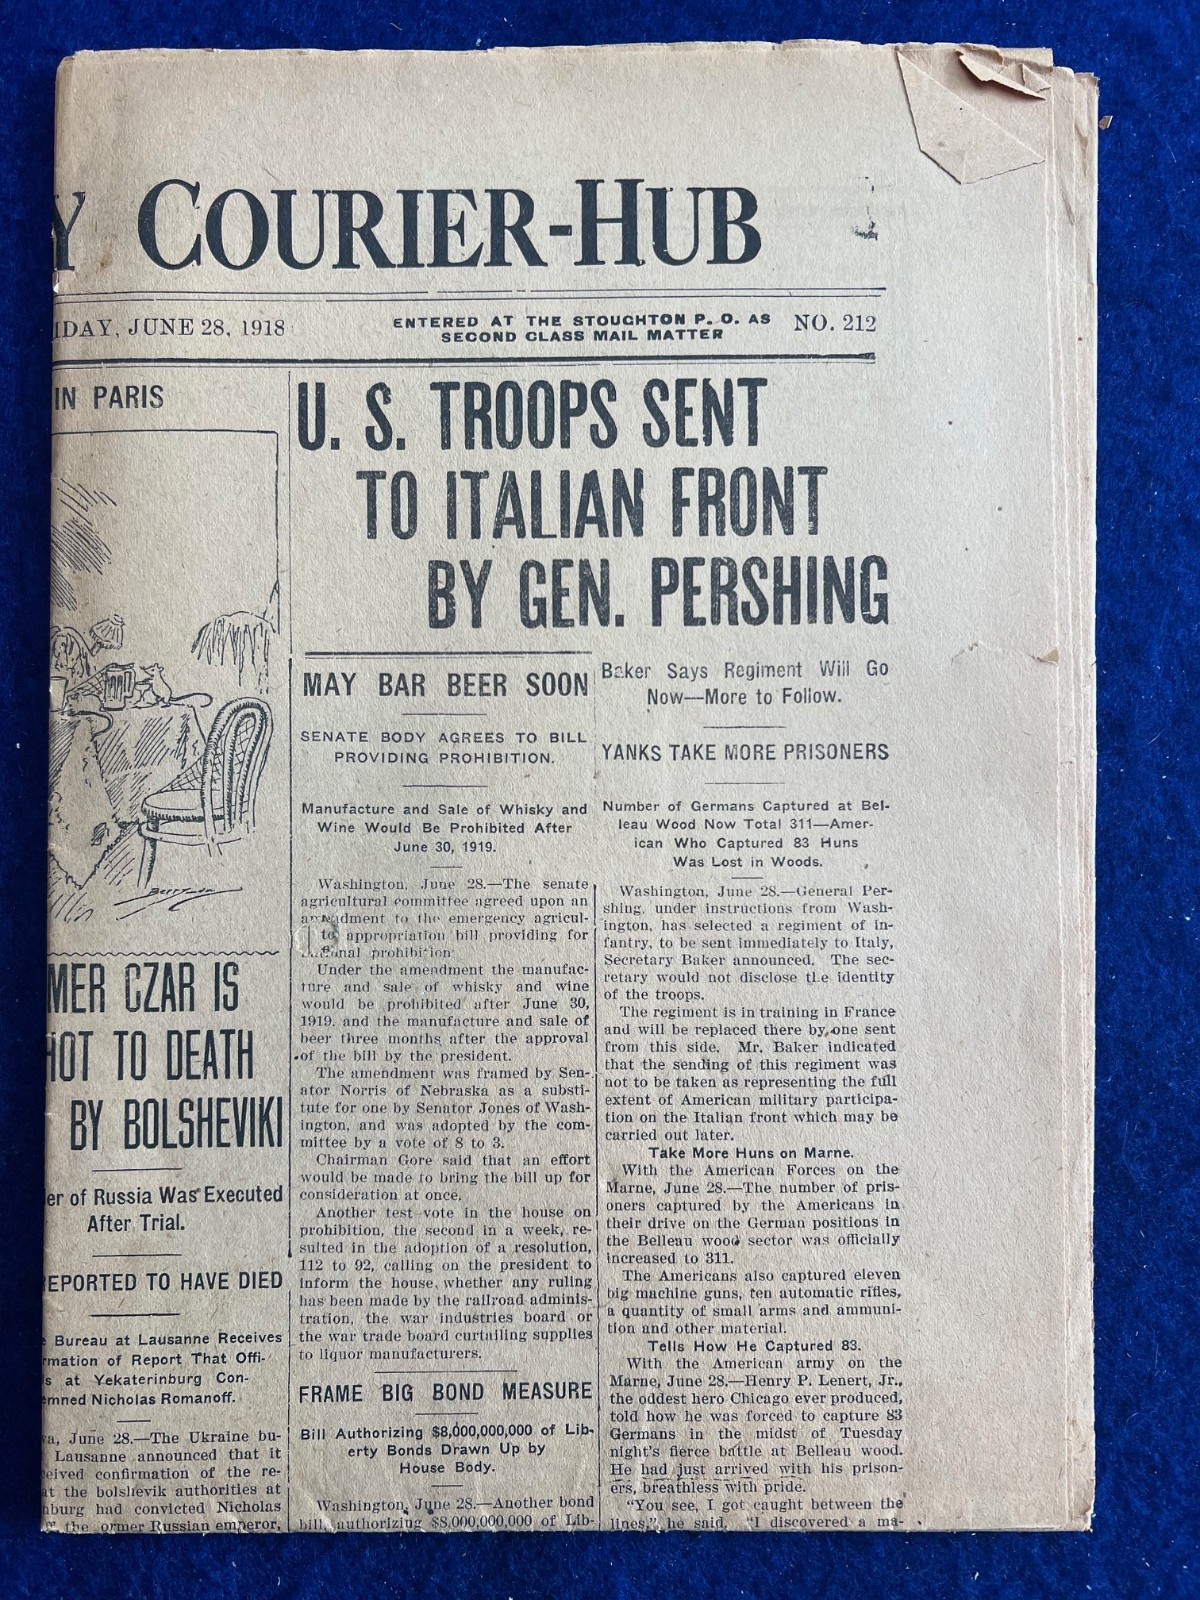 Y COURIER-HUB
IDAY, JUNE 28, 1918
ENTERED AT THE STOUGHTON P. O. AS
SECOND CLASS MAIL MATTER
NO. 212
IN PARIS
Berryman
MER CZAR IS
HOT TO DEATH
BY BOLSHEVIKI
er of Russia Was Executed
After Trial.
EPORTED TO HAVE DIED
e Bureau at Lausanne Receives
rmation of Report That Offi-
s at Yekaterinburg Con-
emned Nicholas Romanoff.
va, June 28.—The Ukraine bu-
Lausanne announced that it
eived confirmation of the re-
at the bolshevik authorities at
nburg had convicted Nicholas
the ormer Russian emperor,
U. S. TROOPS SENT
TO ITALIAN FRONT
BY GEN. PERSHING
MAY BAR BEER SOON
SENATE BODY AGREES TO BILL
PROVIDING PROHIBITION.
Manufacture and Sale of Whisky and
Wine Would Be Prohibited After
June 30, 1919.
Washington, June 28.—The senate
agricultural committee agreed upon an
amendment to the emergency agricul-
appropriation bill providing for
prohibition
Under the amendment the manufac-
ture and sale of whisky and wine
would be prohibited after June 30,
1919, and the manufacture and sale of
beer three months after the approval
of the bill by the president.
The amendment was framed by Sen-
ator Norris of Nebraska as a substi-
tute for one by Senator Jones of Wash-
ington, and was adopted by the com-
mittee by a vote of 8 to 3.
Chairman Gore said that an effort
would be made to bring the bill up for
consideration at once.
Another test vote in the house on
prohibition, the second in a week, re-
sulted in the adoption of a resolution,
112 to 92, calling on the president to
inform the house whether any ruling
has been made by the railroad adminis-
tration, the war industries board or
the war trade board curtailing supplies
to liquor manufacturers.
FRAME BIG BOND MEASURE
Bill Authorizing $8,000,000,000 of Lib-
erty Bonds Drawn Up by
House Body.
Washington, June 28.—Another bond
bill, authorizing $8,000,000,000 of Lib-
Baker Says Regiment Will Go
Now—More to Follow.
YANKS TAKE MORE PRISONERS
Number of Germans Captured at Bel-
leau Wood Now Total 311—Amer-
ican Who Captured 83 Huns
Was Lost in Woods.
Washington, June 28.—General Per-
shing, under instructions from Wash-
ington, has selected a regiment of in-
fantry, to be sent immediately to Italy,
Secretary Baker announced. The sec-
retary would not disclose the identity
of the troops.
The regiment is in training in France
and will be replaced there by one sent
from this side. Mr. Baker indicated
that the sending of this regiment was
not to be taken as representing the full
extent of American military participa-
tion on the Italian front which may be
carried out later.
Take More Huns on Marne.
With the American Forces on the
Marne, June 28.—The number of pris-
oners captured by the Americans in
their drive on the German positions in
the Belleau wood sector was officially
increased to 311.
The Americans also captured eleven
big machine guns, ten automatic rifles,
a quantity of small arms and ammuni-
tion and other material.
Tells How He Captured 83.
With the American army on the
Marne, June 28.—Henry P. Lenert, Jr.,
the oddest hero Chicago ever produced,
told how he was forced to capture 83
Germans in the midst of Tuesday
night's fierce battle at Belleau wood.
He had just arrived with his prison-
ers, breathless with pride.
"You see, I got caught between the
lines," he said. "I discovered a ma-